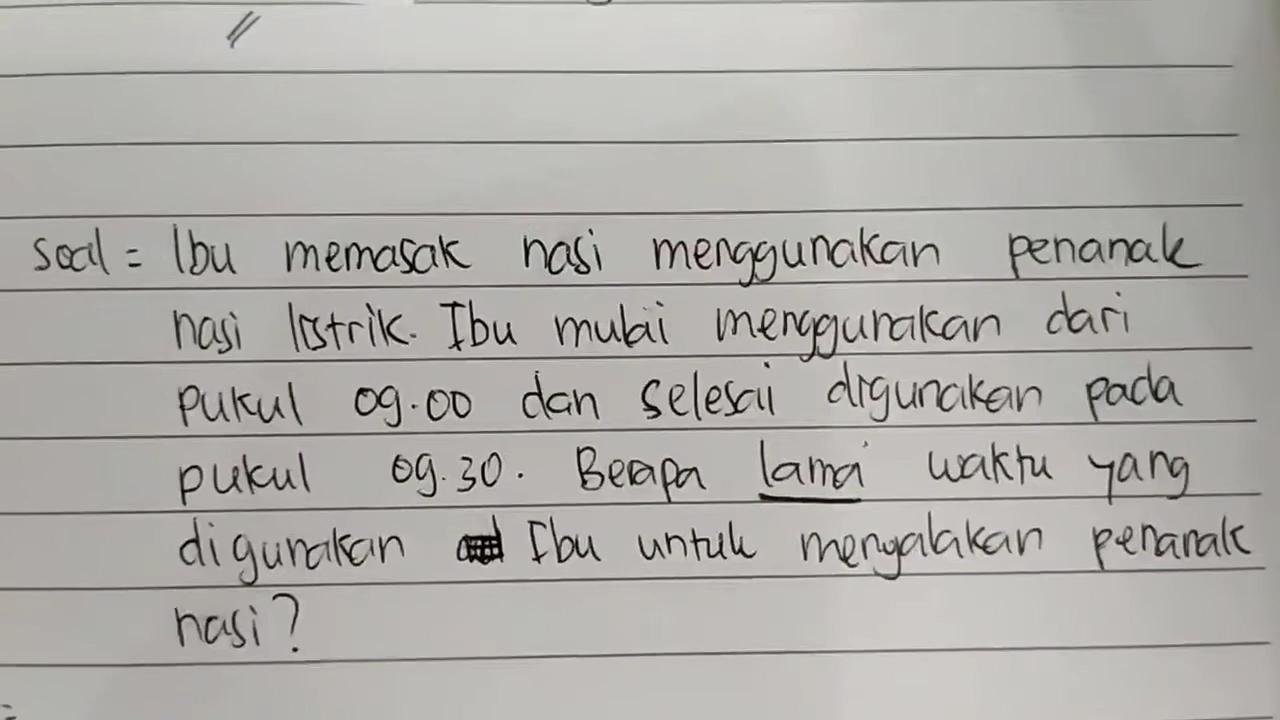 Soal = Ibu memasak nasi menggunakan penanak
nasi listrik. Ibu mulai menggunakan dari
pukul 09.00 dan selesai digunakan pada
pukul 09.30. Berapa lama waktu yang
digunakan Ibu untuk menyalakan penanak
nasi?